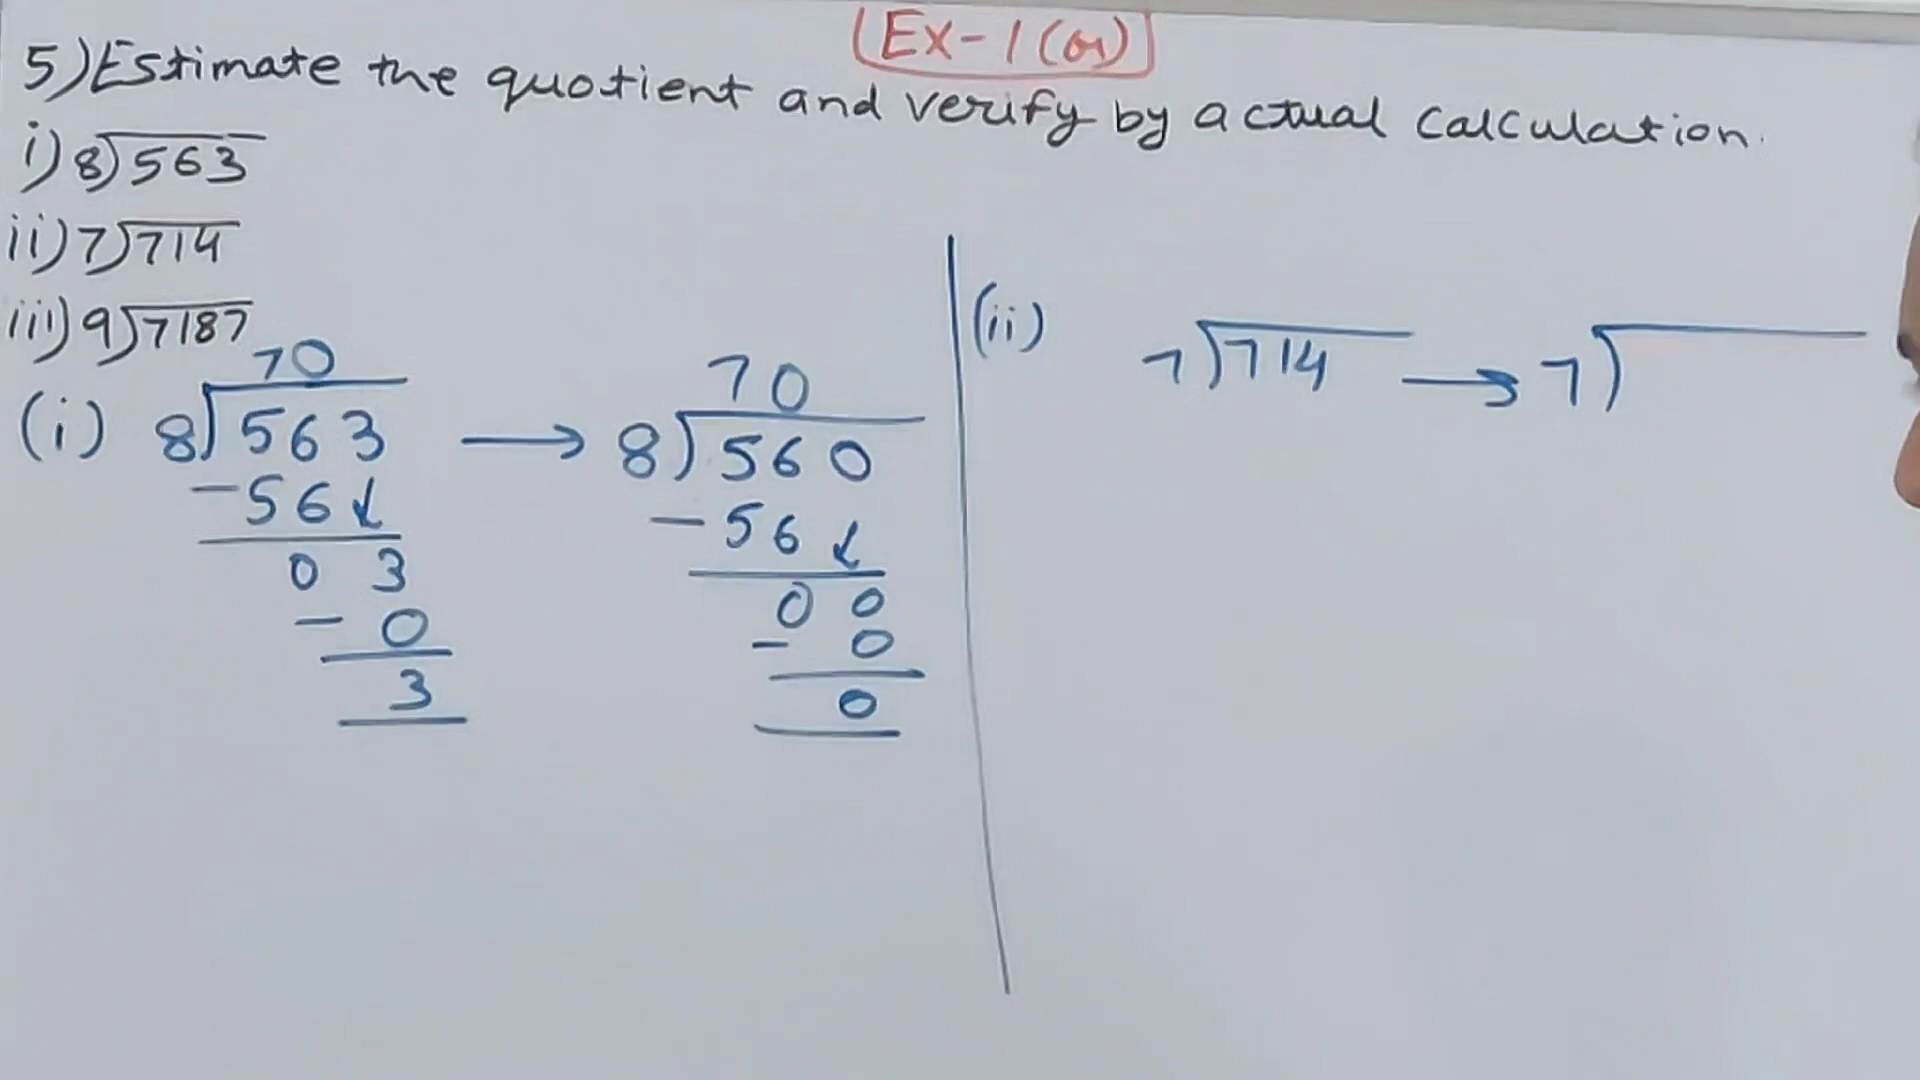 Ex-1(a)
5) Estimate the quotient and verify by actual calculation.
i) 8)563
ii) 7)714
iii) 9)7187
70
(i) 8)563 → 8)560
70
-56↓
03
-0
3
-56↓
00
-0
0
(ii) 7)714 → 7)